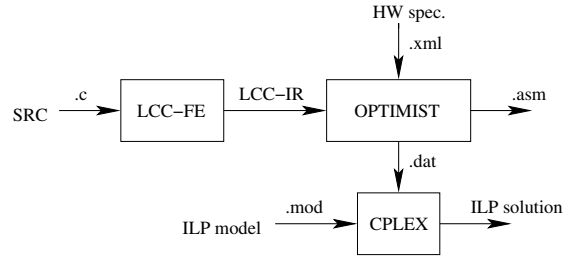 HW spec.
.xml
.c
LCC−IR
SRC
LCC−FE
OPTIMIST
.asm
.dat
.mod
ILP solution
ILP model
CPLEX